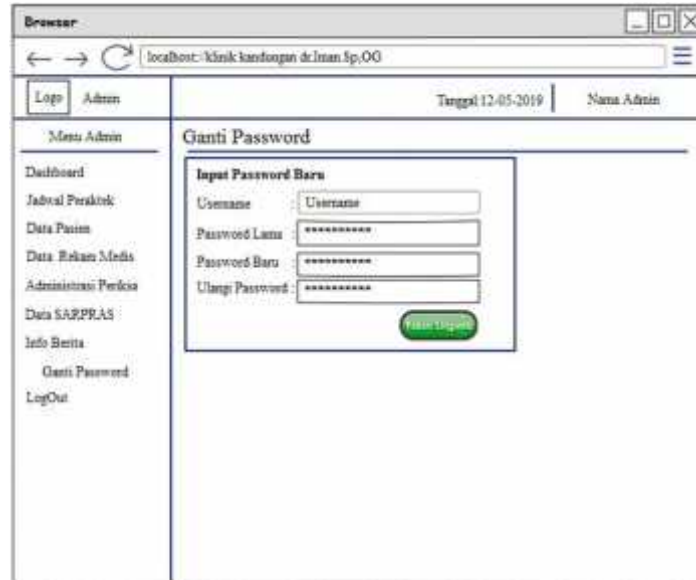 Browser
localhost://klinik kandungan dr.Iman.Sp,OG
Logo Admin
Tanggal:12-05-2019 Nama Admin
Menu Admin
Ganti Password
Dashboard
Jadwal Peraktek
Data Pasien
Data Rekam Medis
Administrasi
Data SARPRAS
Info Berita
Ganti Password
LogOut
Input Password Baru
Username : Username
Password Lama : **********
Password Baru : **********
Ulangi Password : **********